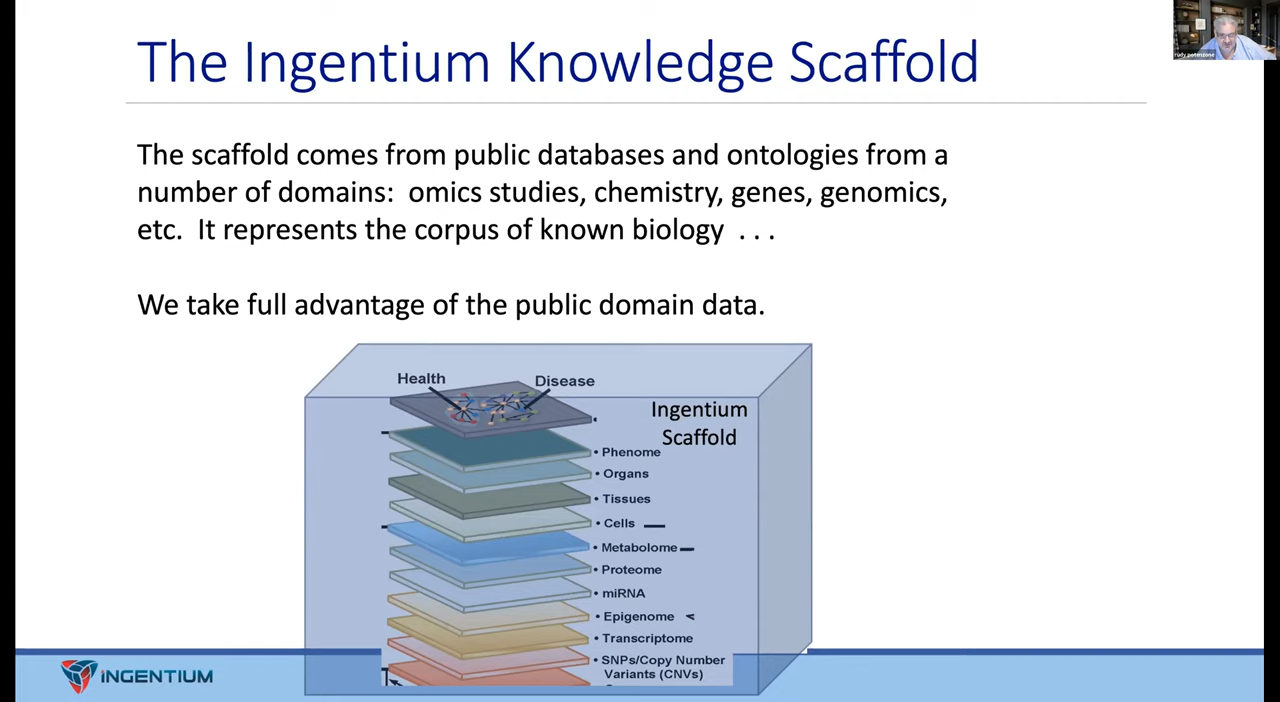 The Ingentium Knowledge Scaffold
The scaffold comes from public databases and ontologies from a
number of domains:  omics studies, chemistry, genes, genomics,
etc.  It represents the corpus of known biology  . . .
We take full advantage of the public domain data.
Health
Disease
Ingentium
Scaffold
• Phenome
• Organs
• Tissues
• Cells
• Metabolome
• Proteome
• miRNA
• Epigenome
• Transcriptome
• SNPs/Copy Number
Variants (CNVs)
INGENTIUM